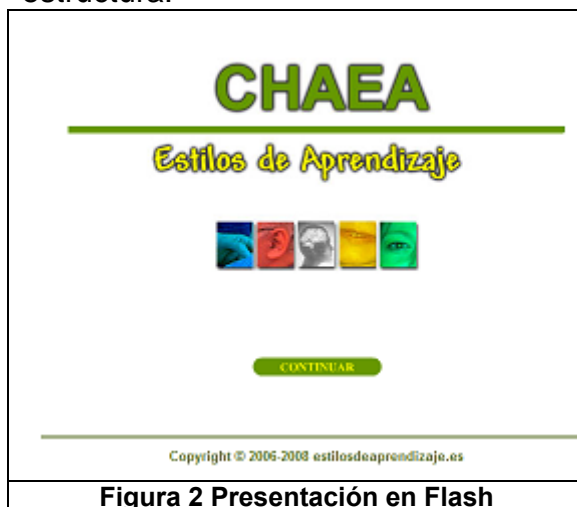 estructura.
CHAEA
Estilos de Aprendizaje
CONTINUAR
Copyright © 2006-2008 estilosdeaprendizaje.es
Figura 2 Presentación en Flash